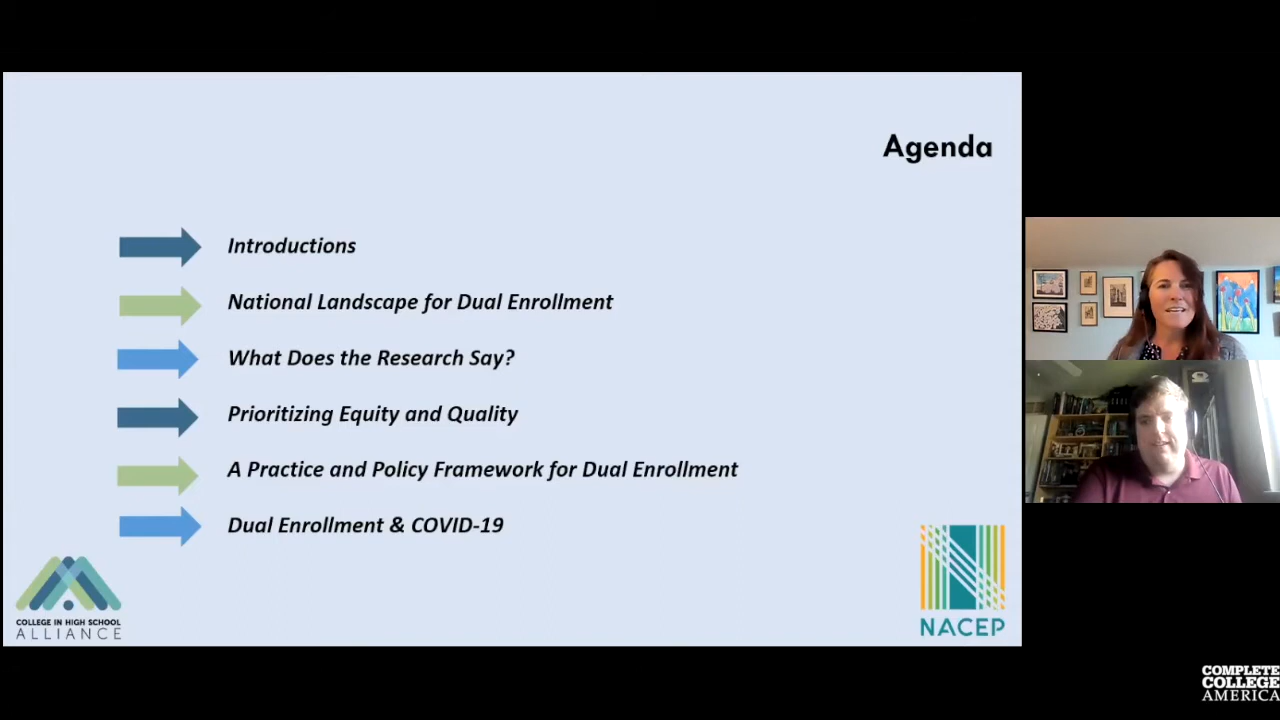 Agenda
Introductions
National Landscape for Dual Enrollment
What Does the Research Say?
Prioritizing Equity and Quality
A Practice and Policy Framework for Dual Enrollment
Dual Enrollment & COVID-19
COLLEGE IN HIGH SCHOOL
ALLIANCE
NACEP
COMPLETE
COLLEGE
AMERICA